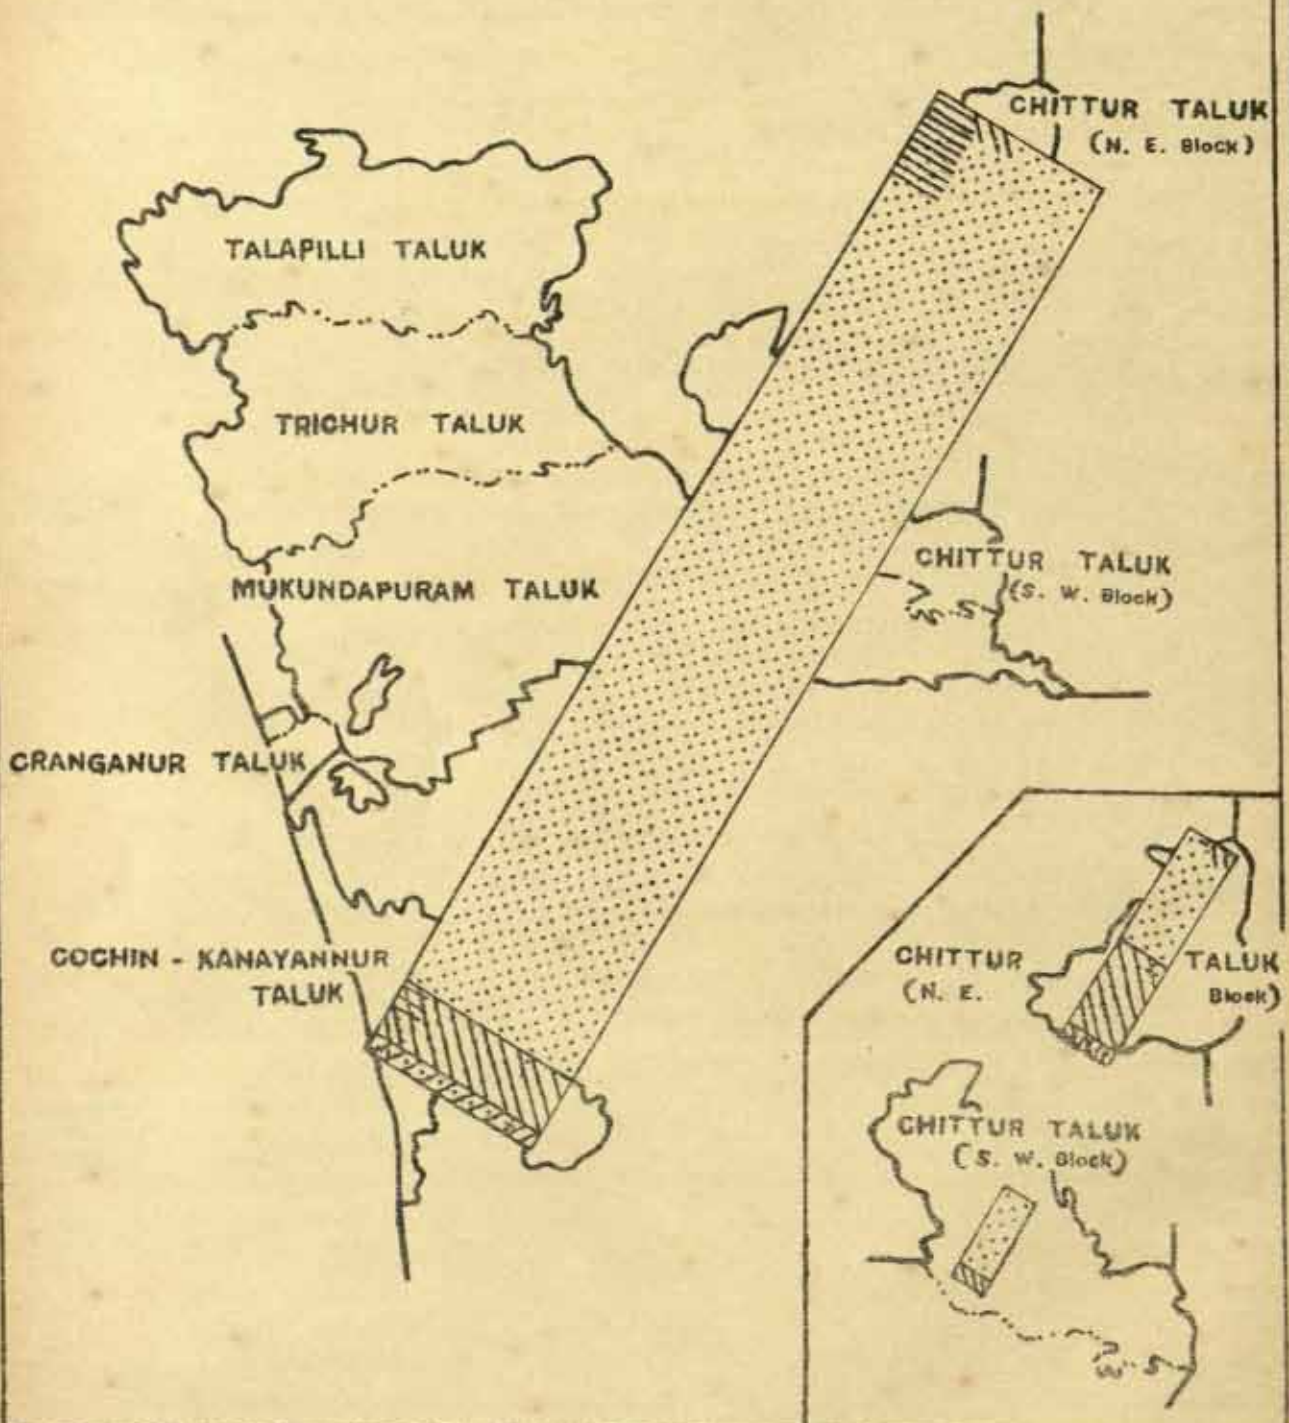 CHITTUR TALUK
(N. E. Block)
TALAPILLI TALUK
TRICHUR TALUK
CHITTUR TALUK
(S. W. Block)
MUKUNDAPURAM TALUK
CRANGANUR TALUK
COCHIN - KANAYANNUR
TALUK
CHITTUR TALUK
(N. E. Block)
CHITTUR TALUK
(S. W. Block)